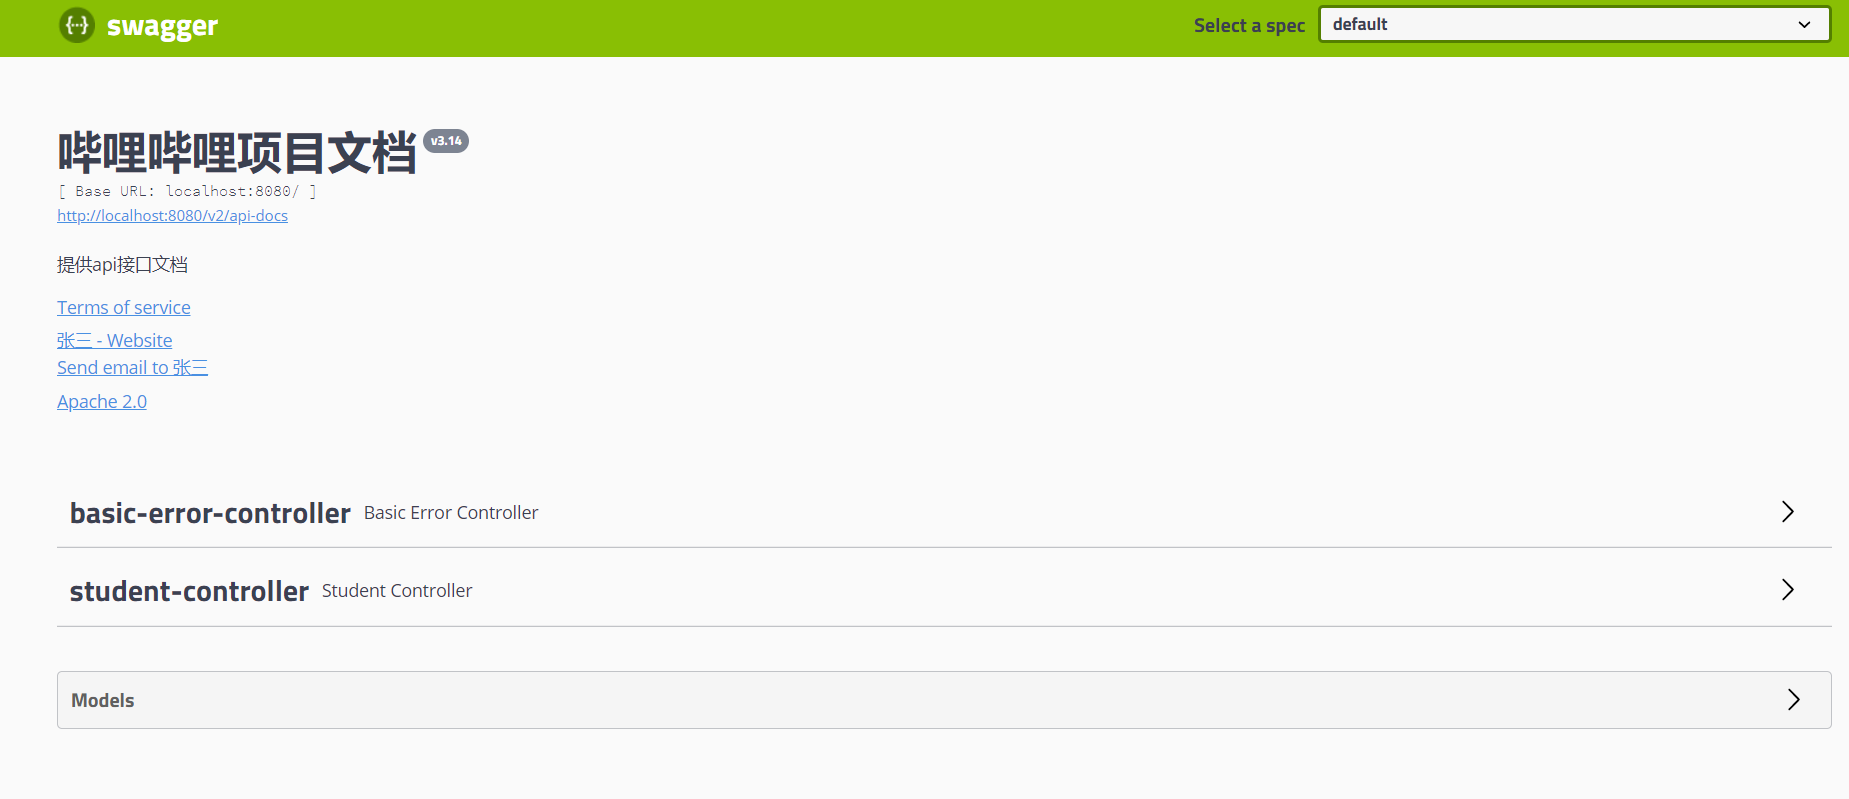 swagger
Select a spec default
哔哩哔哩项目文档 v3.14
[ Base URL: localhost:8080/ ]
http://localhost:8080/v2/api-docs
提供api接口文档
Terms of service
张三 - Website
Send email to 张三
Apache 2.0
basic-error-controller Basic Error Controller
student-controller Student Controller
Models